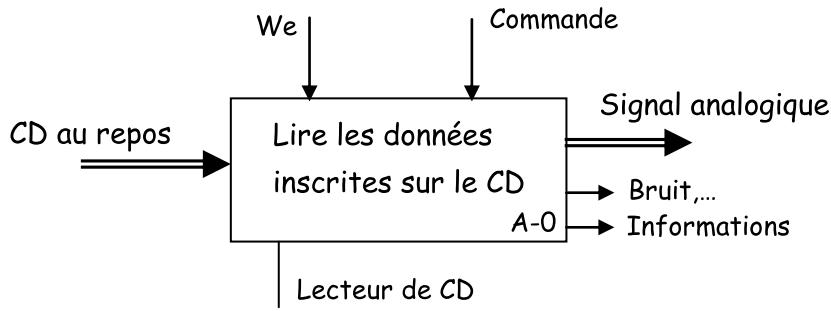 We
Commande
CD au repos
Lire les données
inscrites sur le CD
A-0
Signal analogique
Bruit,...
Informations
Lecteur de CD